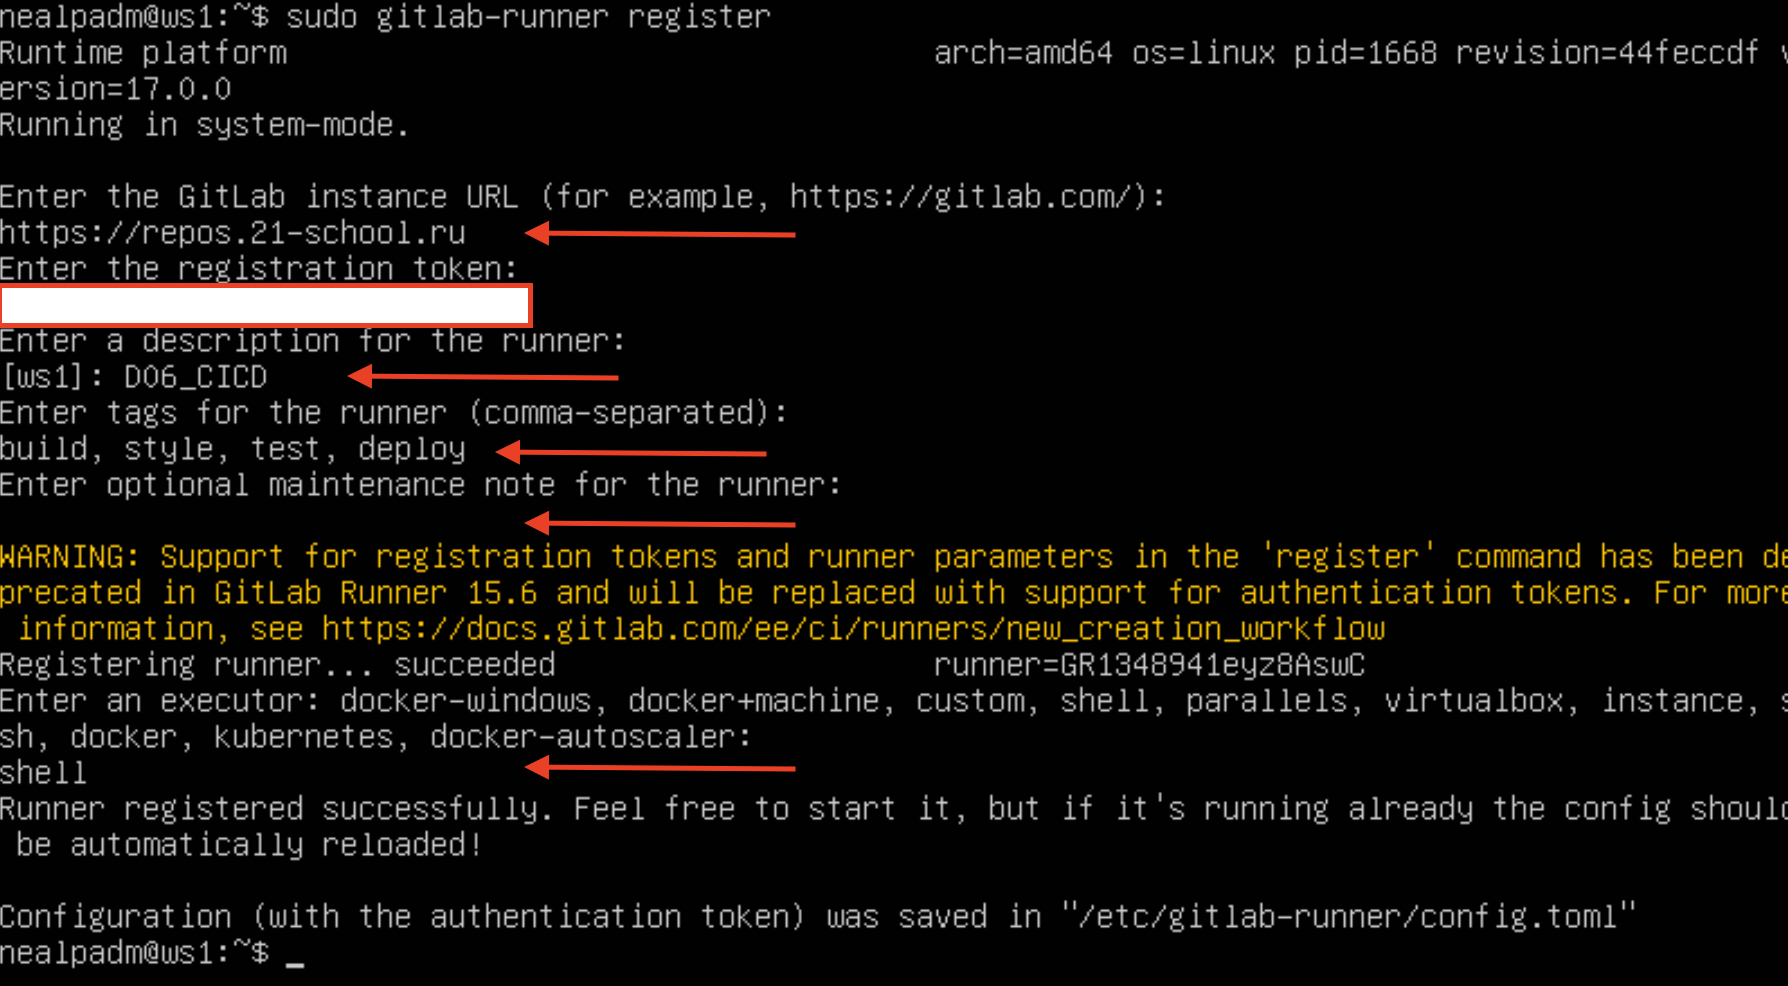 nealpadm@ws1:~$ sudo gitlab-runner register
Runtime platform                                    arch=amd64 os=linux pid=1668 revision=44feccdf v
ersion=17.0.0
Running in system-mode.
Enter the GitLab instance URL (for example, https://gitlab.com/):
https://repos.21-school.ru
Enter the registration token:
Enter a description for the runner:
[ws1]: DO6_CICD
Enter tags for the runner (comma-separated):
build, style, test, deploy
Enter optional maintenance note for the runner:
WARNING: Support for registration tokens and runner parameters in the 'register' command has been de
precated in GitLab Runner 15.6 and will be replaced with support for authentication tokens. For more
 information, see https://docs.gitlab.com/ee/ci/runners/new_creation_workflow
Registering runner... succeeded                     runner=GR1348941eyz8AswC
Enter an executor: docker-windows, docker+machine, custom, shell, parallels, virtualbox, instance, s
sh, docker, kubernetes, docker-autoscaler:
shell
Runner registered successfully. Feel free to start it, but if it's running already the config should
 be automatically reloaded!
Configuration (with the authentication token) was saved in "/etc/gitlab-runner/config.toml"
nealpadm@ws1:~$ _